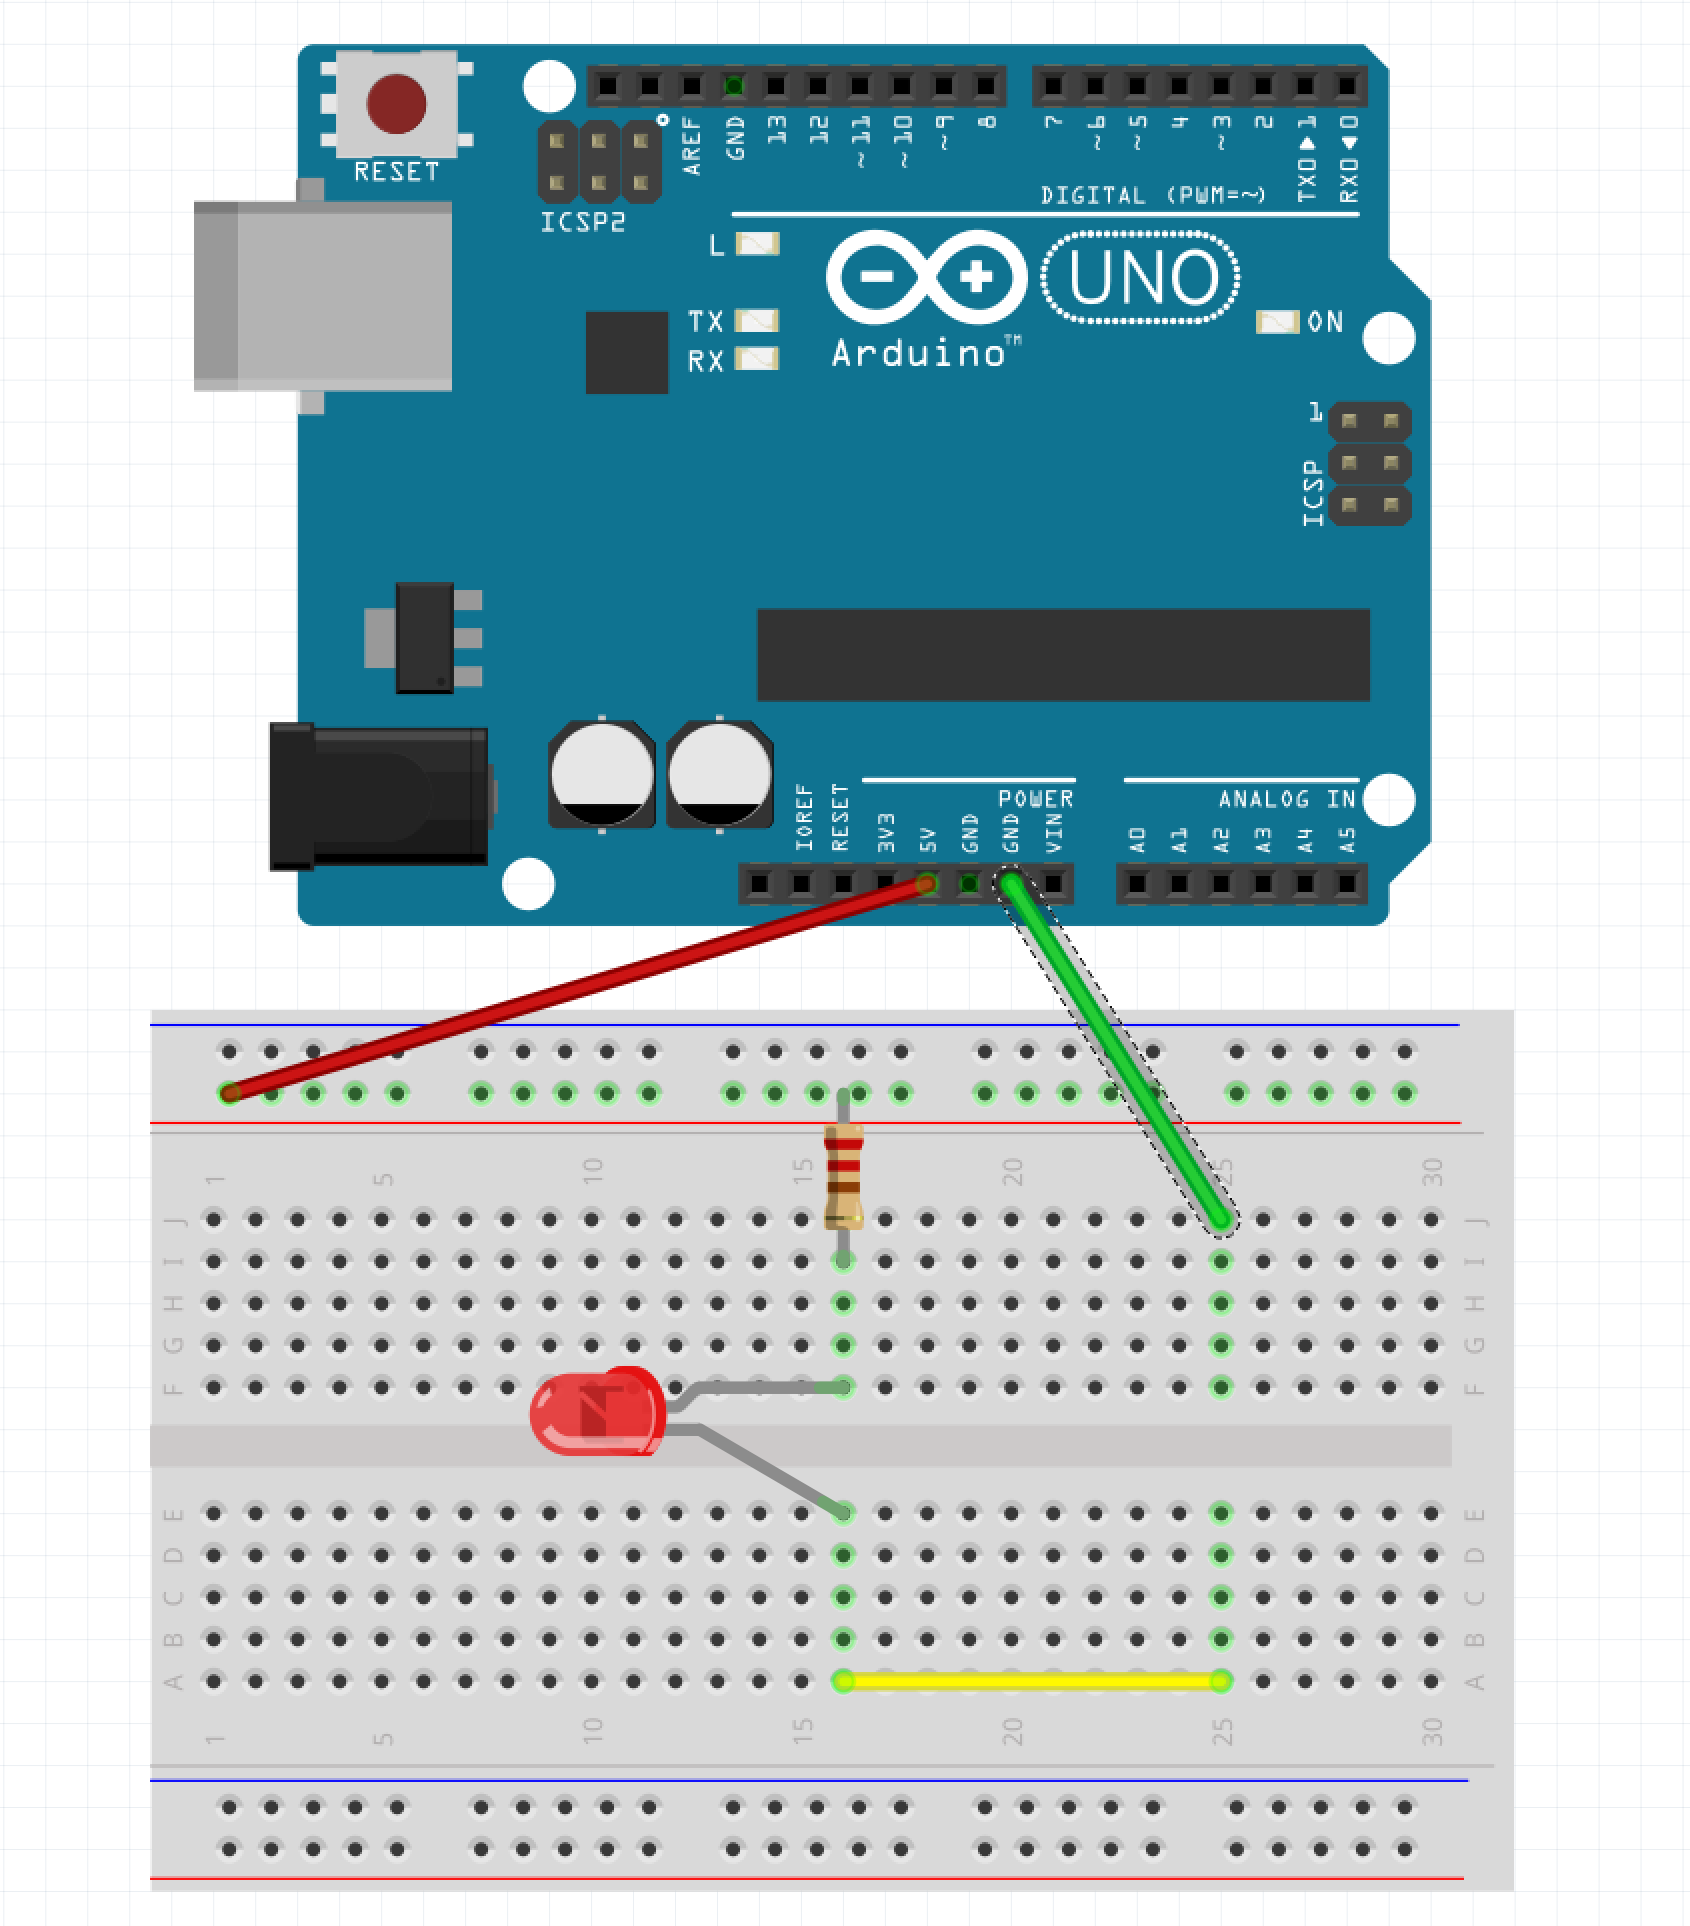 RESET
ICSP2
AREF
GND
13
12
~11
~10
~9
8
7
~6
~5
4
~3
2
TX0▶1
RX0◀0
DIGITAL (PWM=~)
L
TX
RX
UNO
Arduino™
ON
1
ICSP
POWER
ANALOG IN
IOREF
RESET
3V3
5V
GND
GND
VIN
A0
A1
A2
A3
A4
A5
1 5 10 15 20 25 30
J J
I I
H H
G G
F F
E E
D D
C C
B B
A A
1 5 10 15 20 25 30